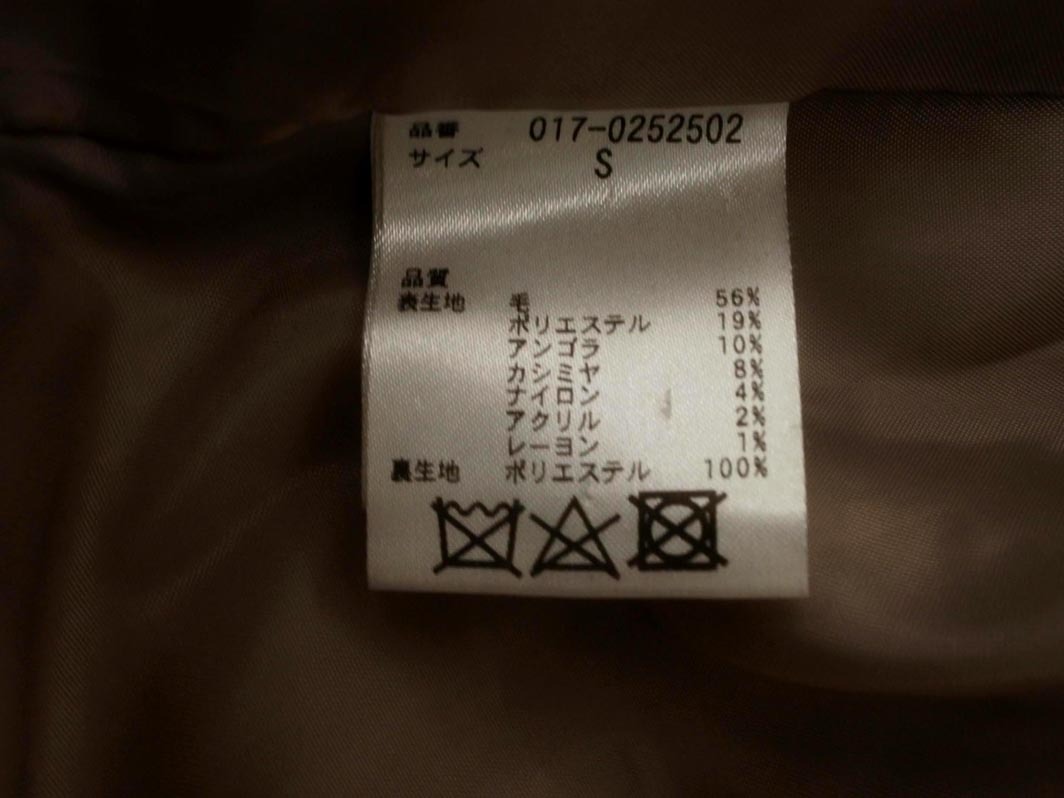 品番 017-0252502
サイズ S
品質
表生地 毛 56%
ポリエステル 19%
アンゴラ 10%
カシミヤ 8%
ナイロン 4%
アクリル 2%
レーヨン 1%
裏生地 ポリエステル 100%